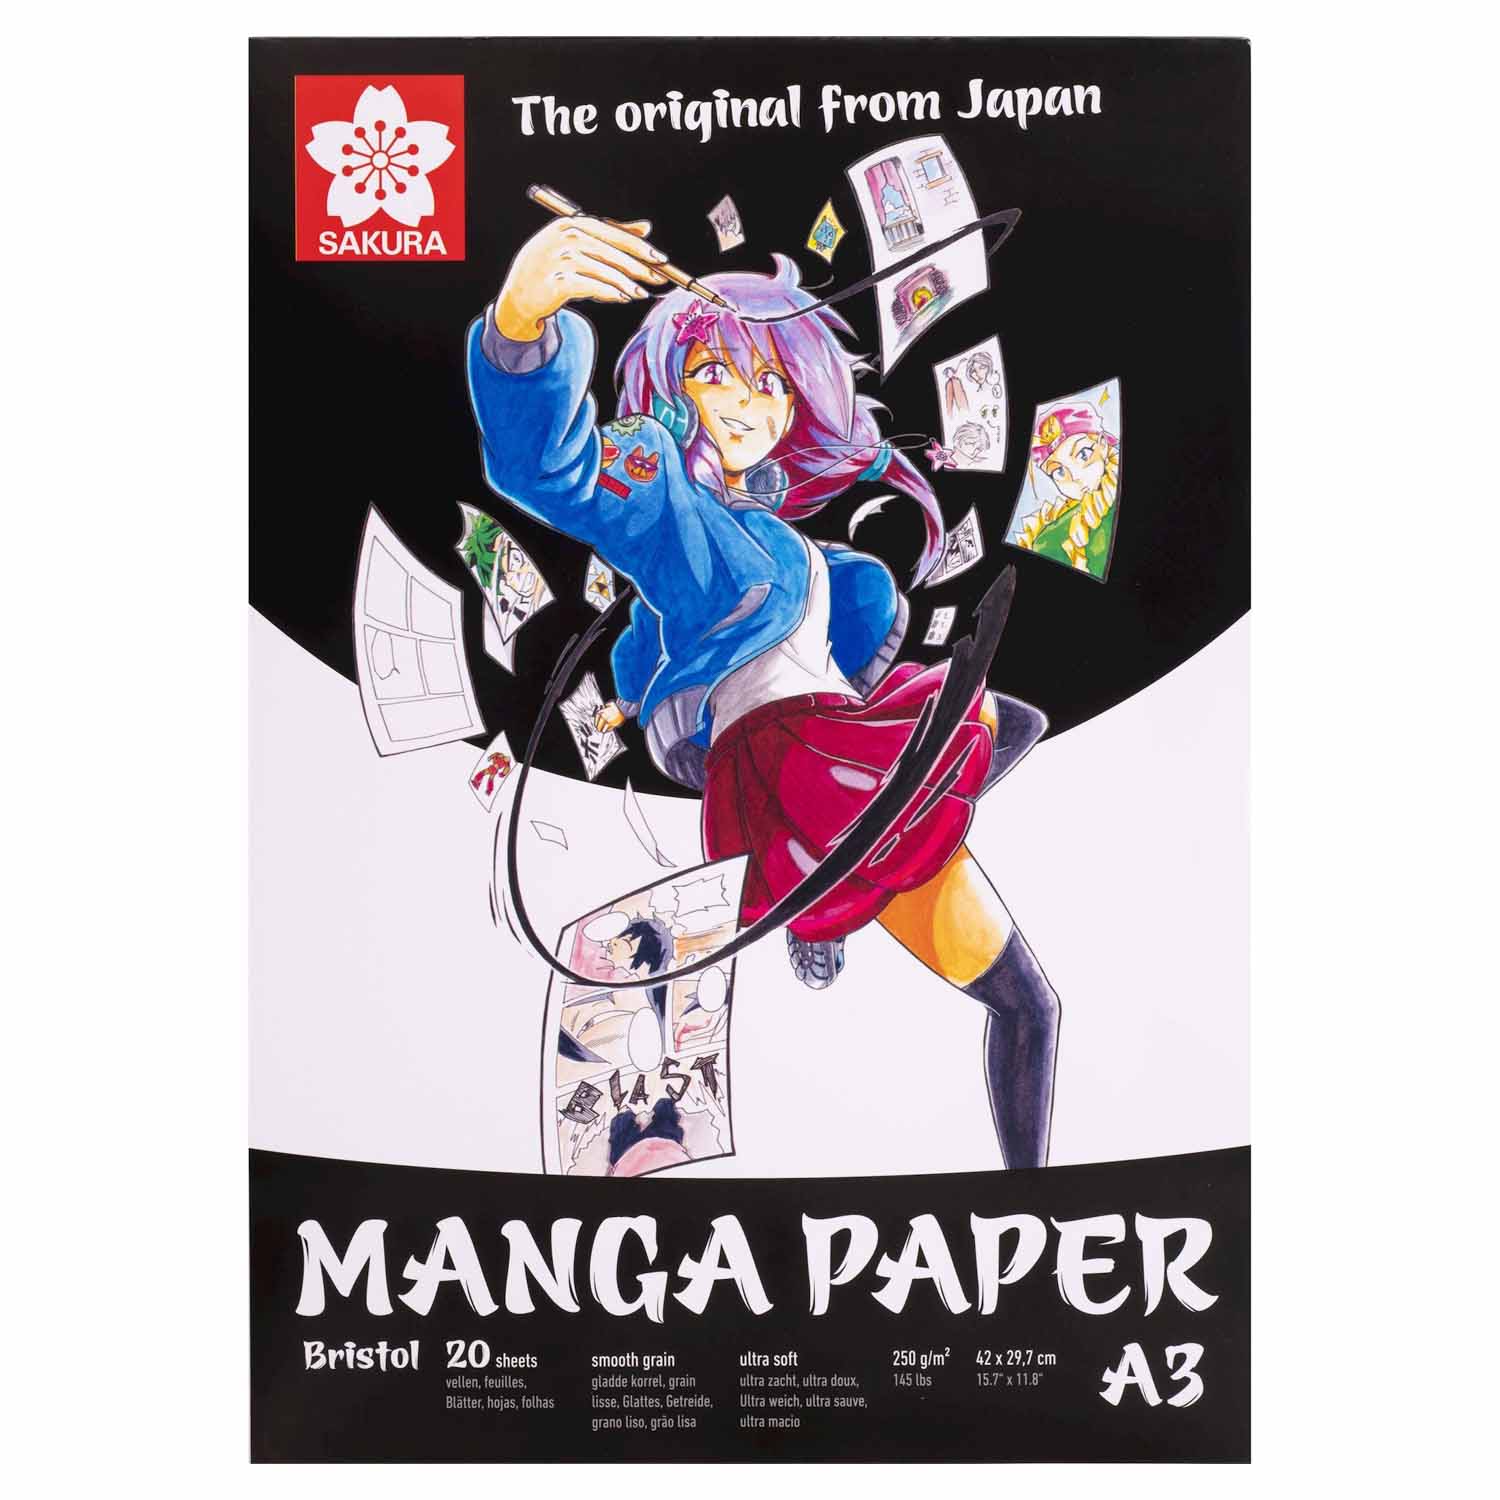 The original from Japan
SAKURA
BLAST
MANGA PAPER
Bristol
20 sheets
vellen, feuilles,
Blätter, hojas, folhas
smooth grain
gladde korrel, grain
lisse, Glattes, Getreide,
grano liso, grão lisa
ultra soft
ultra zacht, ultra doux,
Ultra weich, ultra sauve,
ultra macio
250 g/m²
145 lbs
42 x 29,7 cm
15.7" x 11.8"
A3